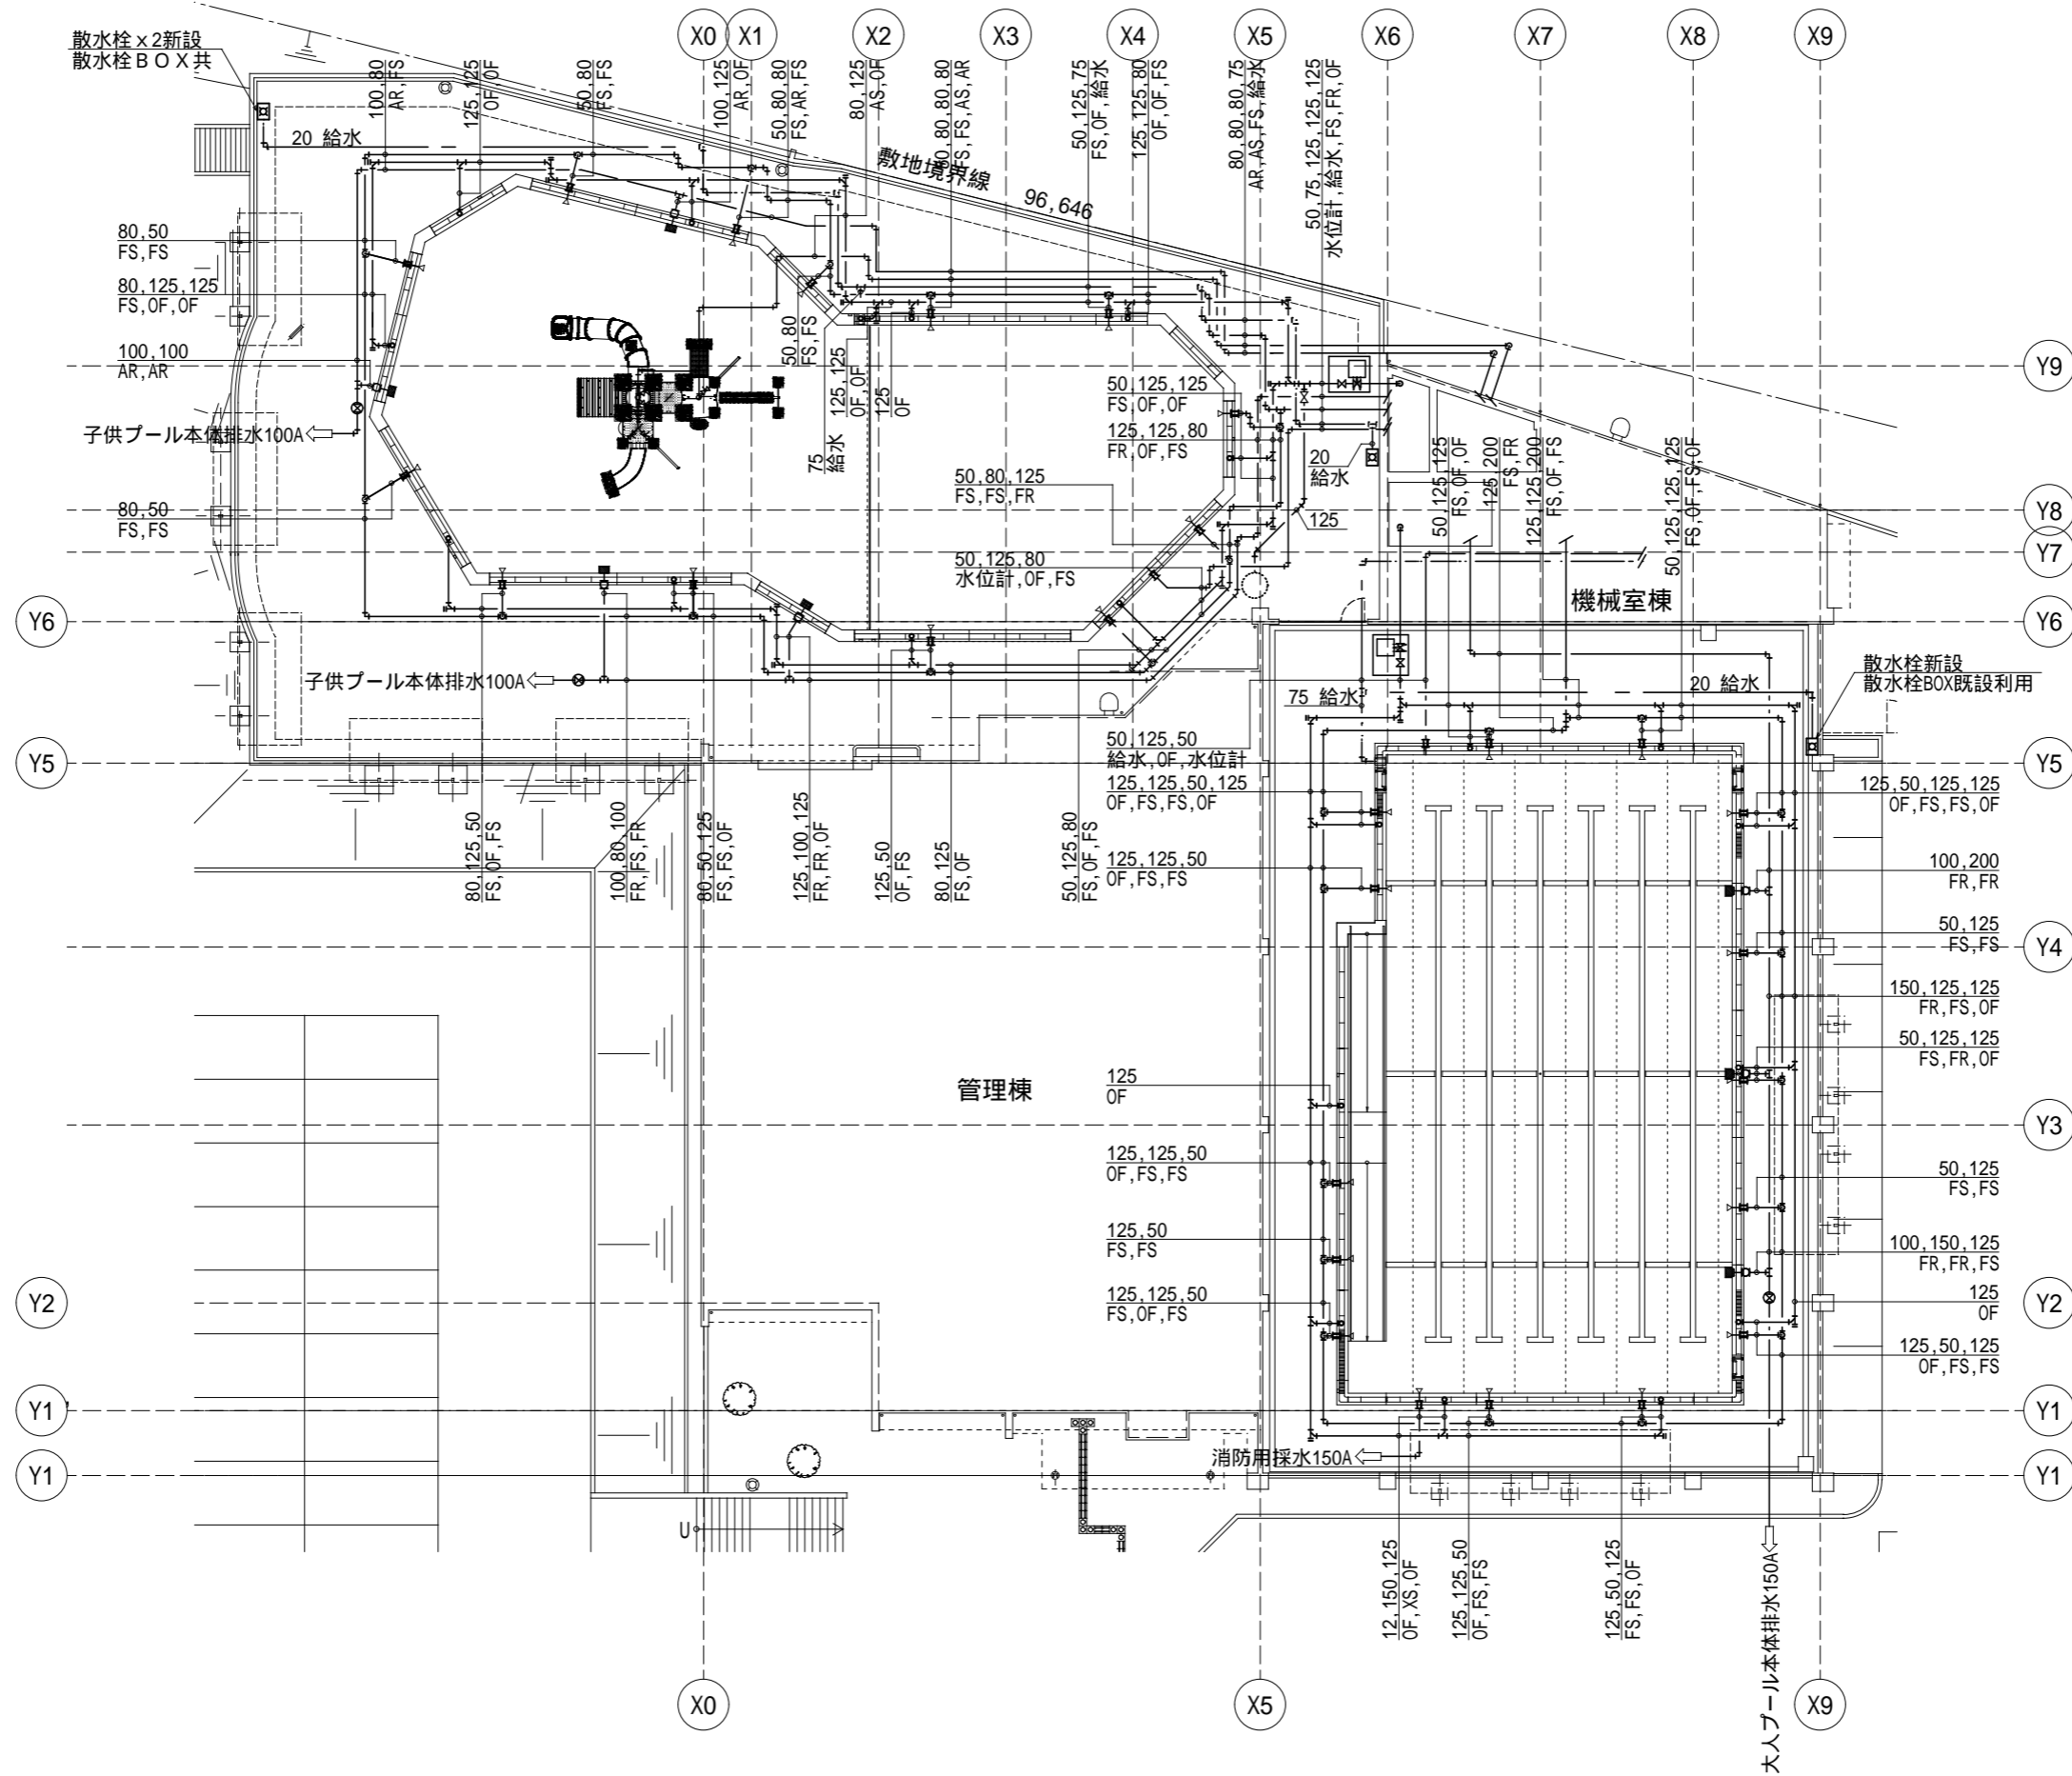 X0
X1
X2
X3
X4
X5
X6
X7
X8
X9
散水栓×2新設
散水栓BOX共
100,80
AR,FS
125,125
OF,OF
50,80
FS,FS
100,125
AR,OF
50,80,80
FS,AR,FS
80,125
AS,OF
80,80,80,80
FS,FS,AS,AR
50,125,75
FS,OF,給水
125,125,80
OF,OF,FS
80,80,80,75
AR,AS,FS,給水
50,75,125,125,125
水位計,給水,FS,FR,OF
20 給水
敷地境界線
96,646
80,50
FS,FS
80,125,125
FS,OF,OF
100,100
AR,AR
子供プール本体排水100A
80,50
FS,FS
50,80
FS,FS
75
給水
125,125
OF,OF
125
OF
50,125,125
FS,OF,OF
125,125,80
FR,OF,FS
50,80,125
FS,FS,FR
50,125,80
水位計,OF,FS
20
給水
125
50,125,125
FS,OF,OF
125,200
FS,FR
125,125,200
FS,OF,FS
50,125,125,125
FS,OF,FS,OF
Y9
Y8
Y7
Y6
Y6
機械室棟
子供プール本体排水100A
散水栓新設
散水栓BOX既設利用
20 給水
75 給水
Y5
Y5
50,125,50
給水,OF,水位計
125,125,50,125
OF,FS,FS,OF
125,125,50
OF,FS,FS
80,125,50
FS,OF,FS
100,80,100
FR,FS,FR
80,50,125
FS,FS,OF
125,100,125
FR,FR,OF
125,50
OF,FS
80,125
FS,OF
50,125,80
FS,OF,FS
125,50,125,125
OF,FS,FS,OF
100,200
FR,FR
50,125
FS,FS
Y4
150,125,125
FR,FS,OF
50,125,125
FS,FR,OF
管理棟
125
OF
Y3
125,125,50
OF,FS,FS
50,125
FS,FS
125,50
FS,FS
100,150,125
FR,FR,FS
125,125,50
FS,OF,FS
125
OF
Y2
Y2
125,50,125
OF,FS,FS
Y1
Y1
消防用採水150A
Y1
Y1
U
12,150,125
OF,XS,OF
125,125,50
OF,FS,FS
125,50,125
FS,FS,OF
大人プール本体排水150A
X0
X5
X9